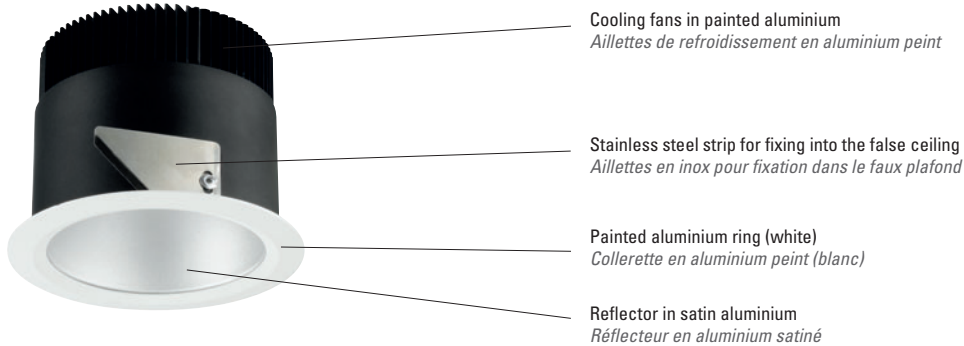 Cooling fans in painted aluminium
Aillettes de refroidissement en aluminium peint
Stainless steel strip for fixing into the false ceiling
Aillettes en inox pour fixation dans le faux plafond
Painted aluminium ring (white)
Collerette en aluminium peint (blanc)
Reflector in satin aluminium
Réflecteur en aluminium satiné